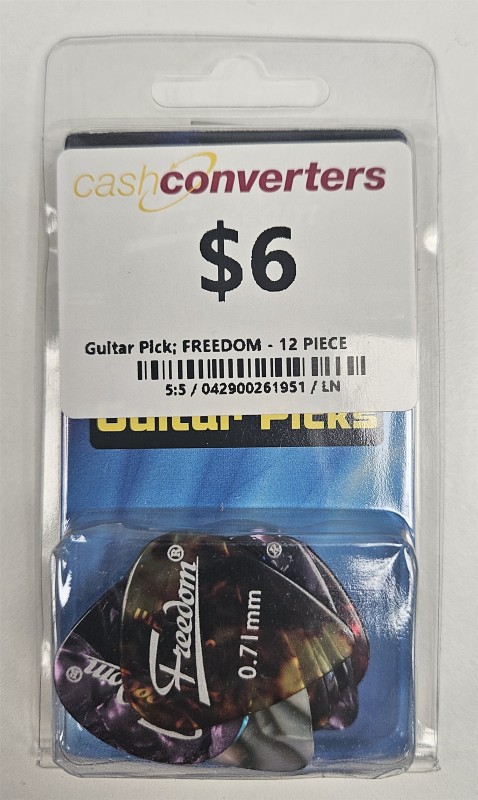 cashconverters
$6
Guitar Pick; FREEDOM - 12 PIECE
5:5 / 042900261951 / LN
Guitar Picks
Freedom®
0.71mm
®